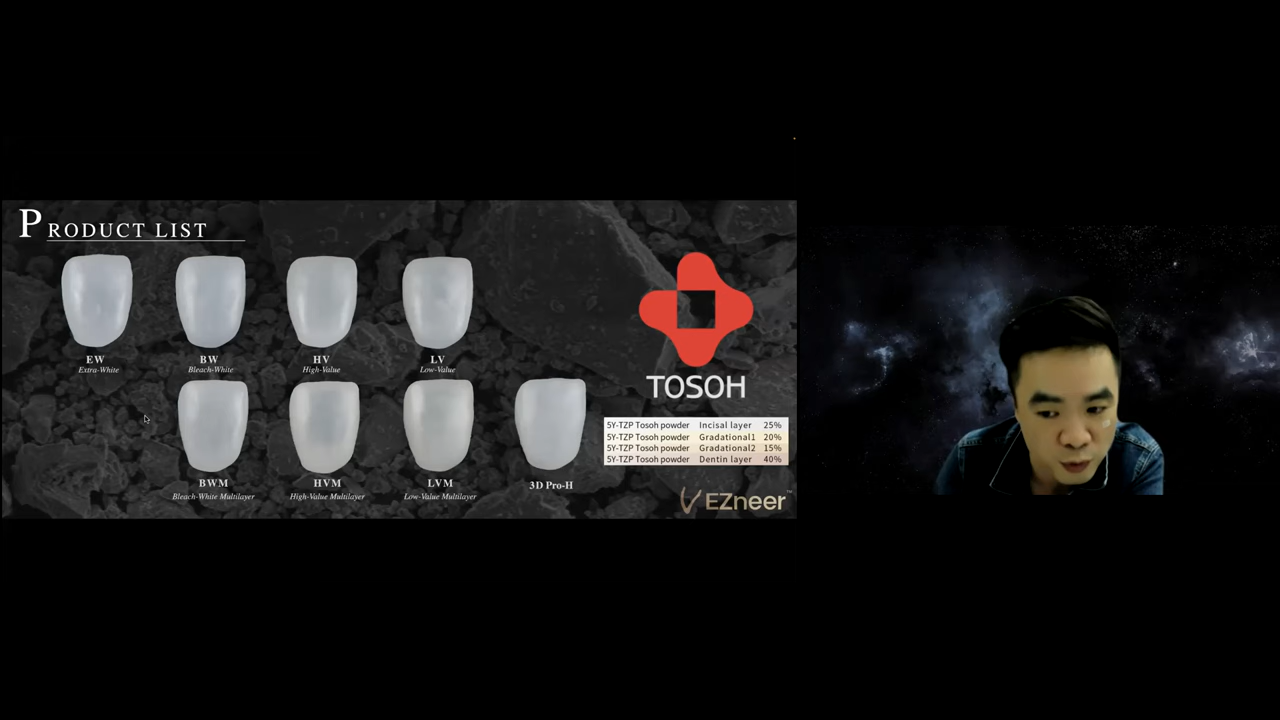 PRODUCT LIST
EW
Extra-White
BW
Bleach-White
HV
High-Value
LV
Low-Value
BWM
Bleach-White Multilayer
HVM
High-Value Multilayer
LVM
Low-Value Multilayer
3D Pro-H
TOSOH
5Y-TZP Tosoh powder Incisal layer 25%
5Y-TZP Tosoh powder Gradational1 20%
5Y-TZP Tosoh powder Gradational2 15%
5Y-TZP Tosoh powder Dentin layer 40%
EZneer™